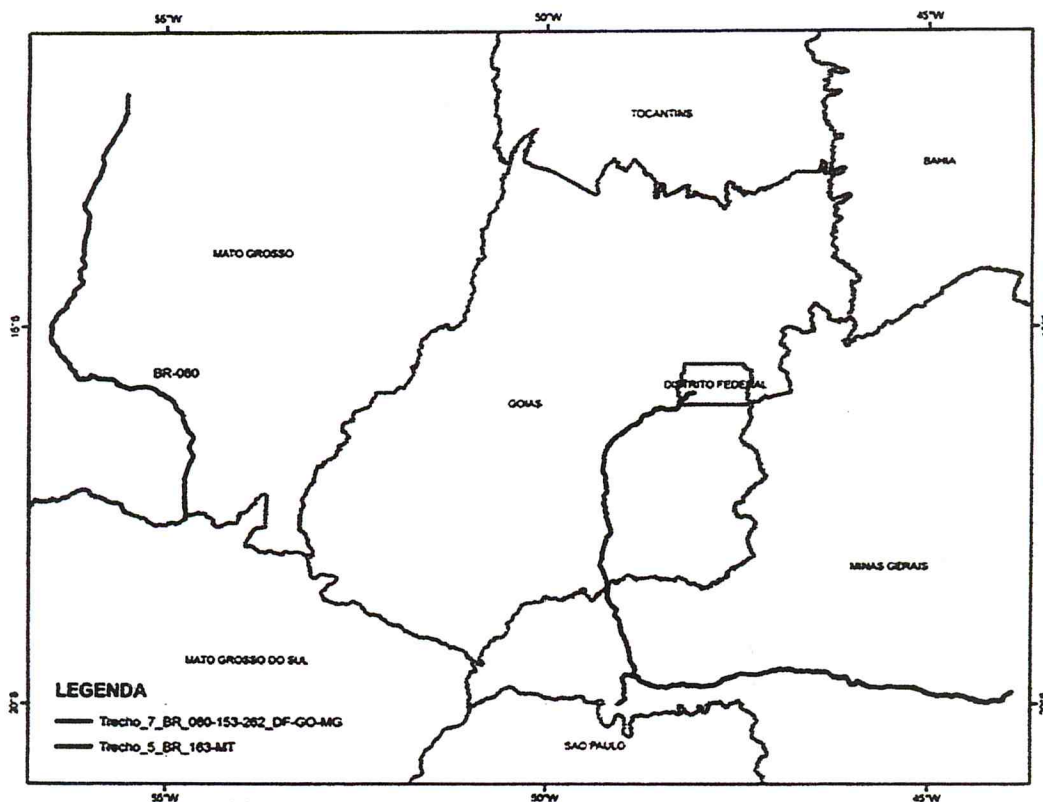 55°W
50°W
45°W
TOCANTINS
BAHIA
MATO GROSSO
15°S
BR-060
DISTRITO FEDERAL
GOIAS
MINAS GERAIS
MATO GROSSO DO SUL
LEGENDA
20°S
Trecho_7_BR_060-153-262_DF-GO-MG
Trecho_5_BR_163-MT
SAO PAULO
55°W
50°W
45°W